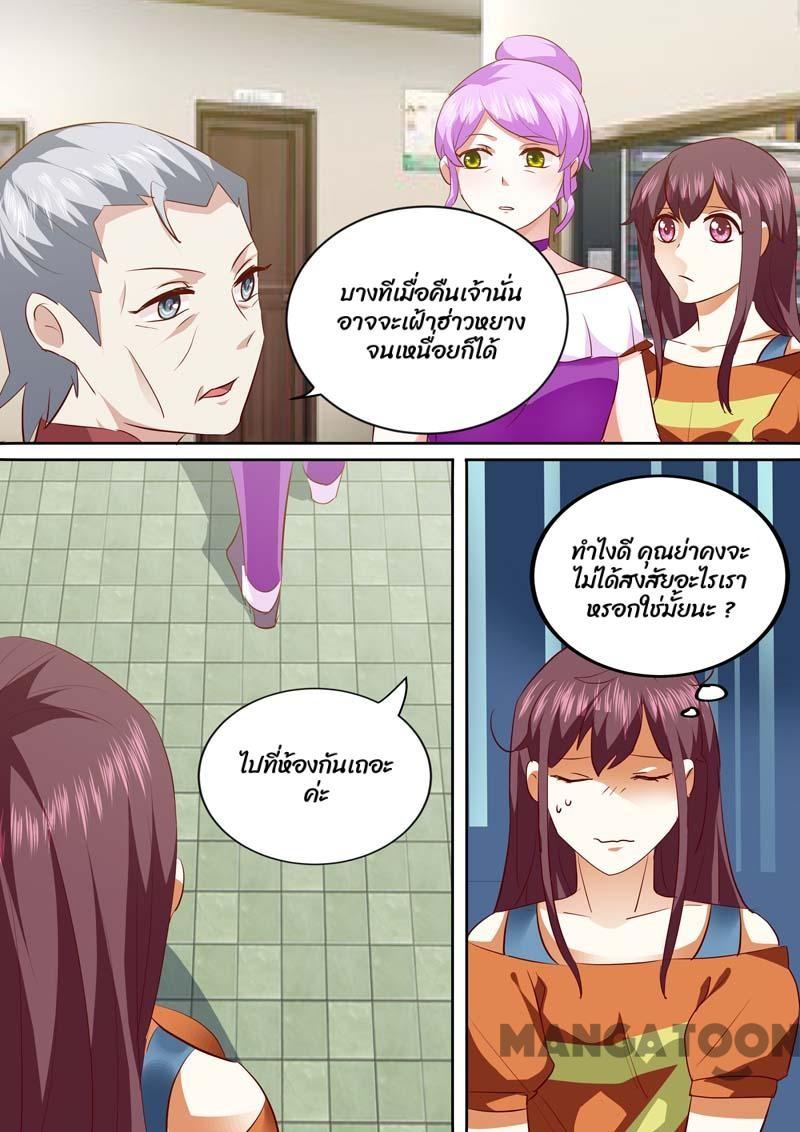 บางทีเมื่อคืนเจ้านั่น
อาจจะเฝ้าฮ่าวหยาง
จนเหนื่อยก็ได้
ทำไงดี คุณย่าคงจะ
ไม่ได้สงสัยอะไรเรา
หรอกใช่มั้ยนะ ?
ไปที่ห้องกันเถอะ
ค่ะ
MANGATOON